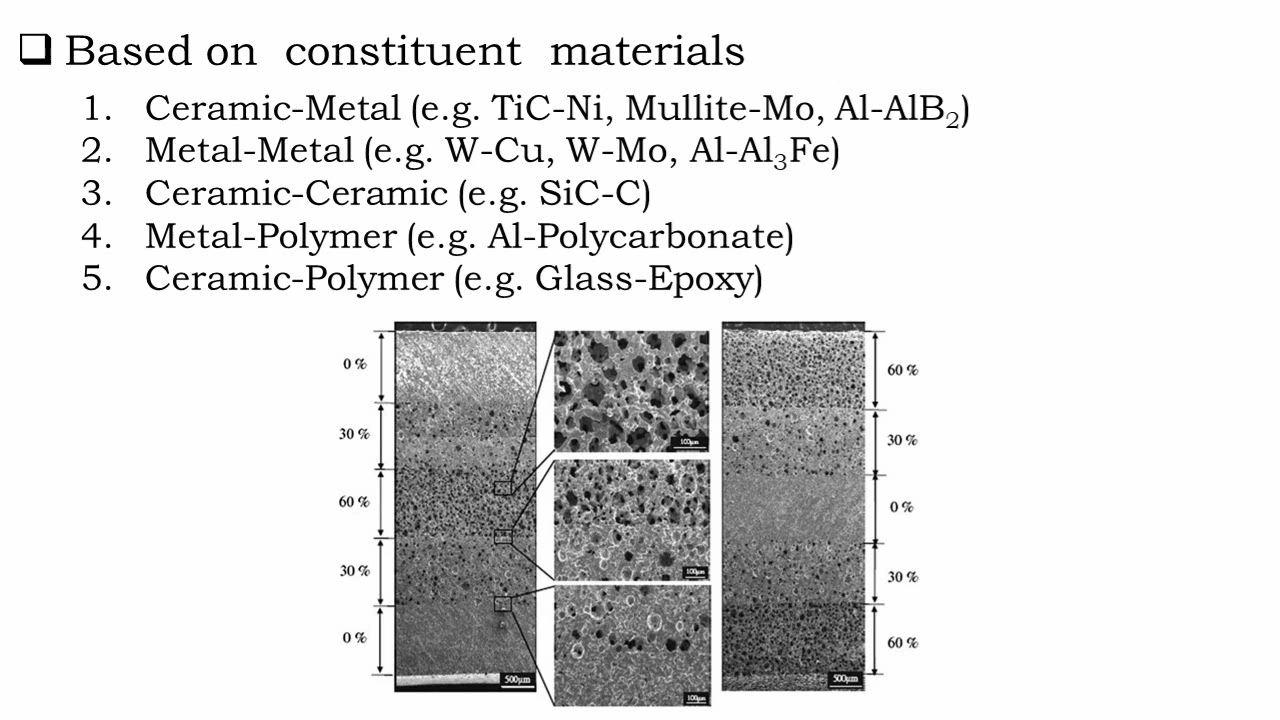 ❑ Based on constituent materials
1. Ceramic-Metal (e.g. TiC-Ni, Mullite-Mo, Al-AlB₂)
2. Metal-Metal (e.g. W-Cu, W-Mo, Al-Al₃Fe)
3. Ceramic-Ceramic (e.g. SiC-C)
4. Metal-Polymer (e.g. Al-Polycarbonate)
5. Ceramic-Polymer (e.g. Glass-Epoxy)
0 %
30 %
60 %
30 %
0 %
500µm
100µm
100µm
100µm
60 %
30 %
0 %
30 %
60 %
500µm